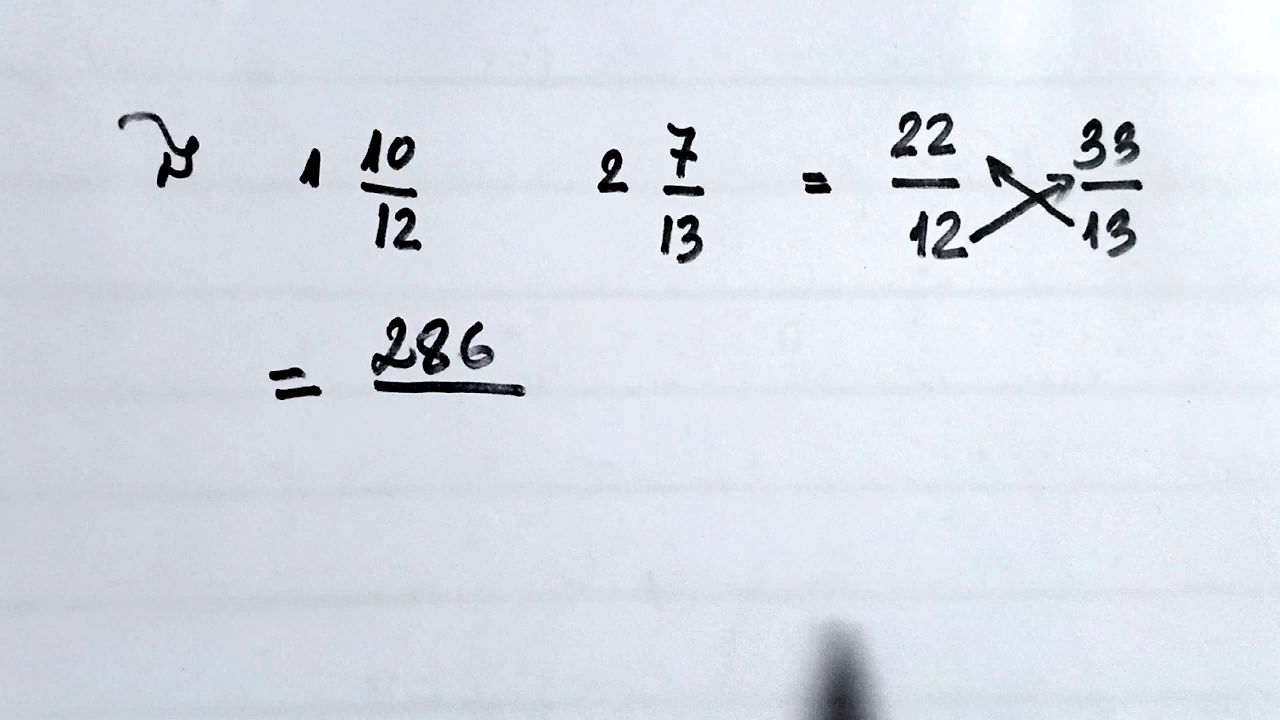 1 10/12 2 7/13 = 22/12 33/13
= 286